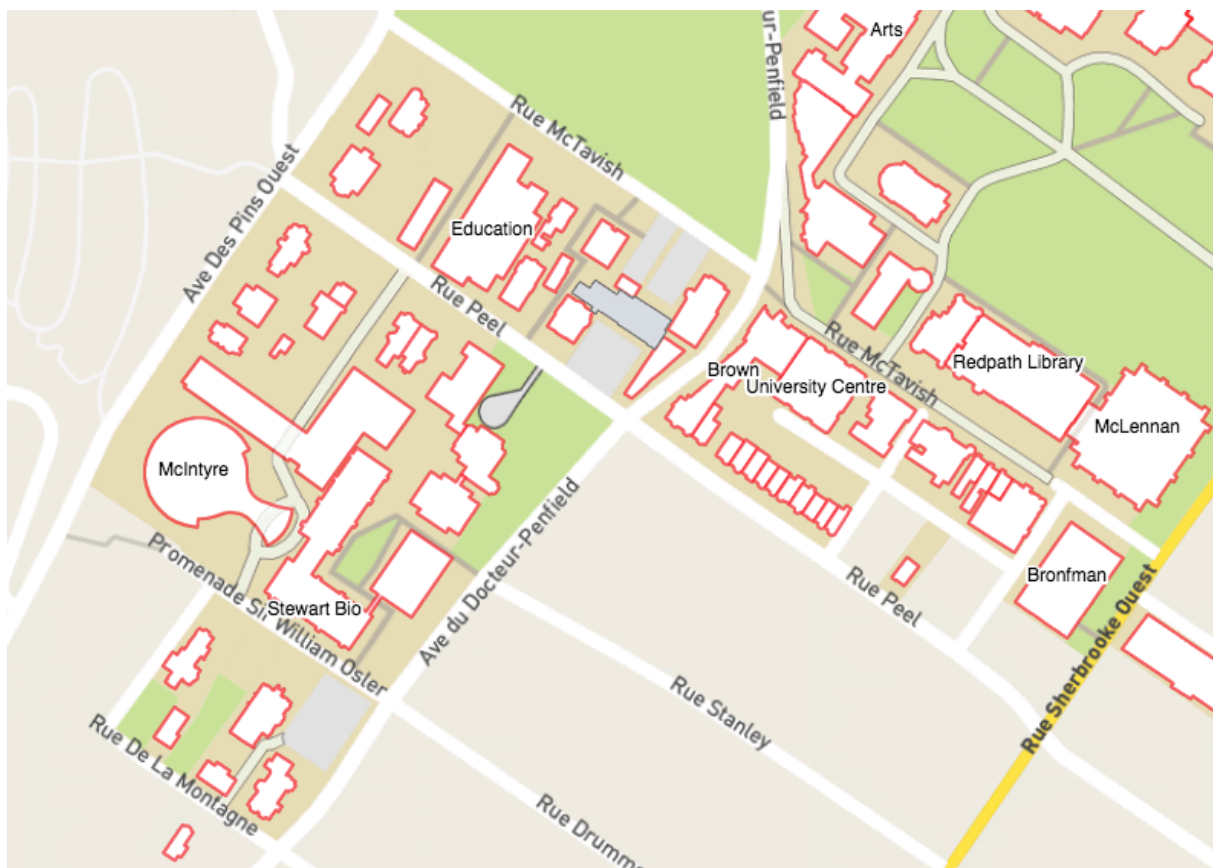 Arts
ur-Penfield
Rue McTavish
Ave Des Pins Ouest
Education
Rue Peel
Rue McTavish
Redpath Library
Brown
University Centre
McLennan
McIntyre
Ave du Docteur-Penfield
Promenade Sir William Osler
Stewart Bio
Bronfman
Rue Peel
Rue Sherbrooke Ouest
Rue Stanley
Rue De La Montagne
Rue Drumm